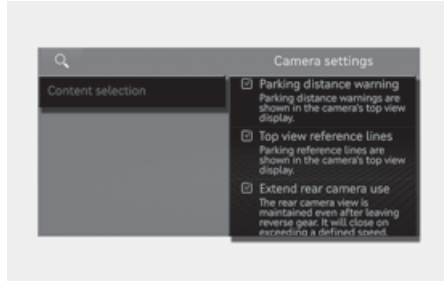 Camera settings
Content selection
Parking distance warning
Parking distance warnings are
shown in the camera's top view
display.
Top view reference lines
Parking reference lines are
shown in the camera's top view
display.
Extend rear camera use
The rear camera view is
maintained even after leaving
reverse gear. It will close on
exceeding a defined speed.